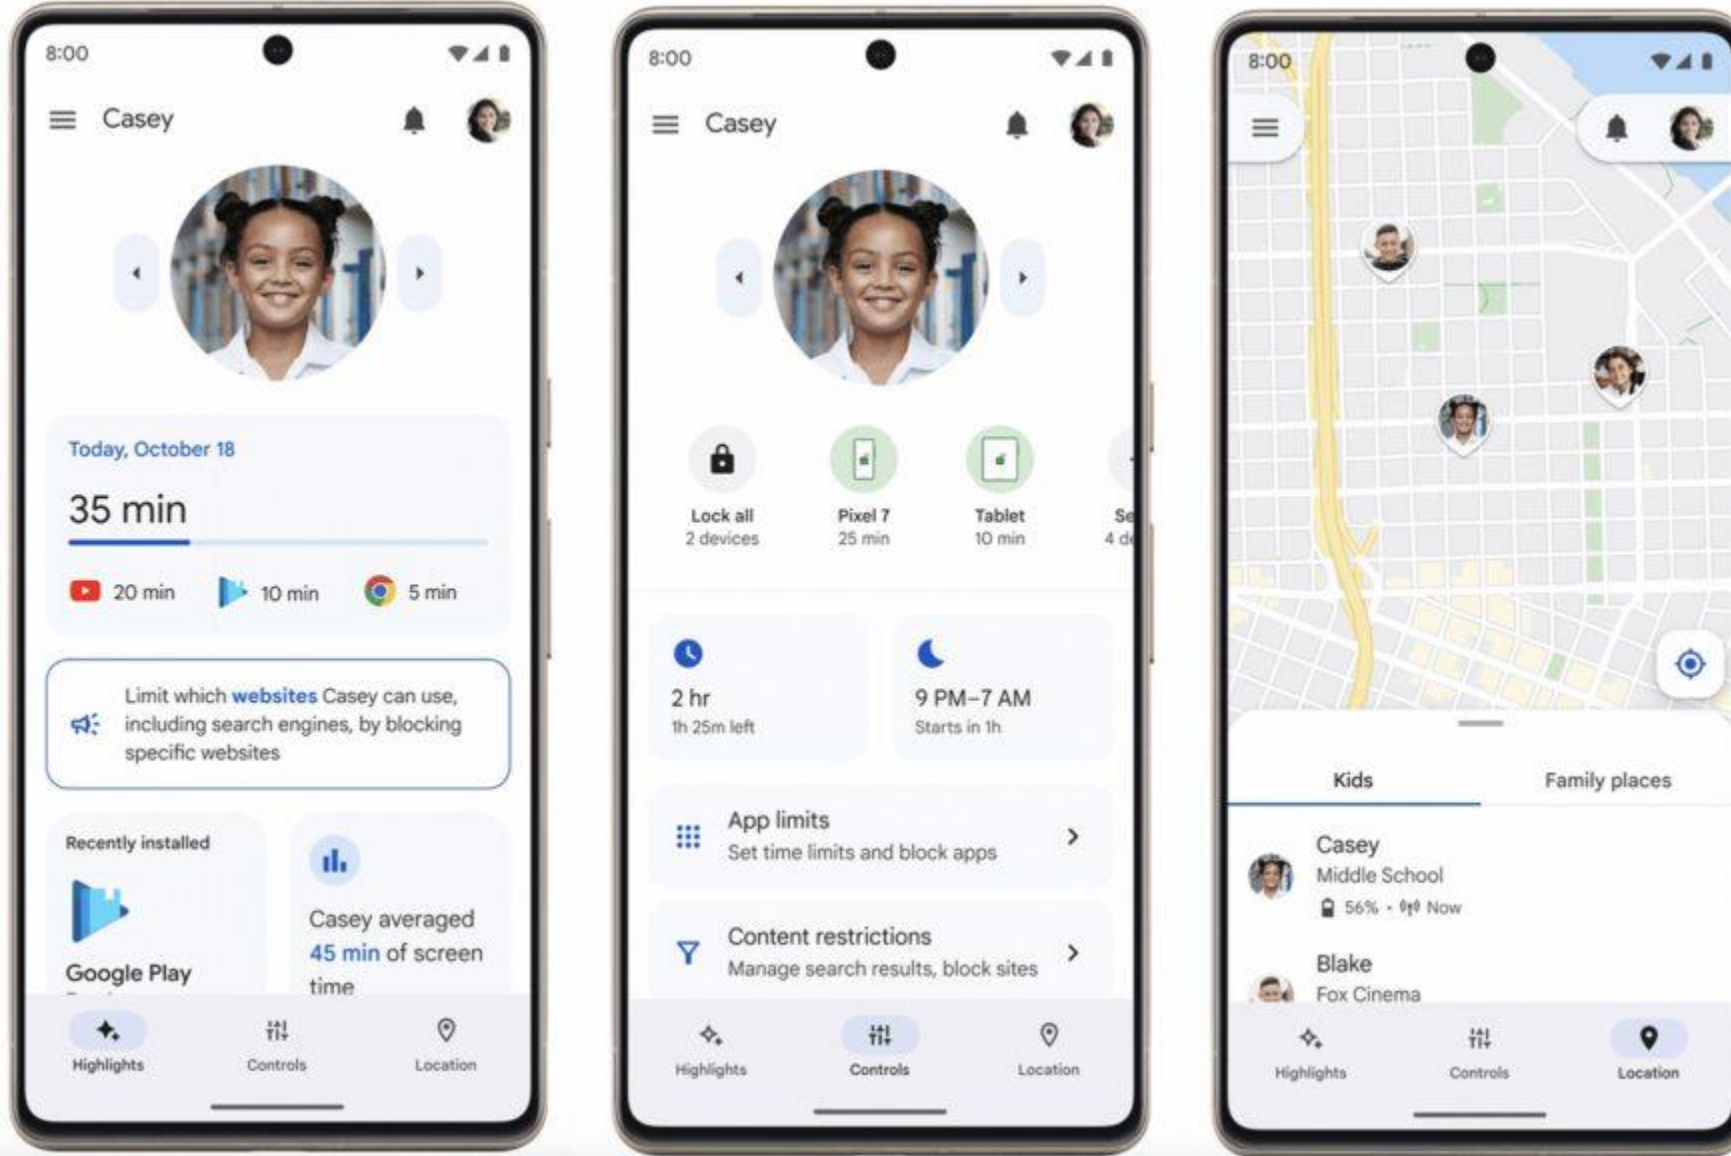 8:00
Casey
Today, October 18
35 min
20 min
10 min
5 min
Limit which websites Casey can use,
including search engines, by blocking
specific websites
Recently installed
Google Play
Casey averaged
45 min of screen
time
Highlights
Controls
Location
8:00
Casey
Lock all
2 devices
Pixel 7
25 min
Tablet
10 min
Se
4 de
2 hr
1h 25m left
9 PM–7 AM
Starts in 1h
App limits
Set time limits and block apps
Content restrictions
Manage search results, block sites
Highlights
Controls
Location
8:00
Kids
Family places
Casey
Middle School
56% • Now
Blake
Fox Cinema
Highlights
Controls
Location